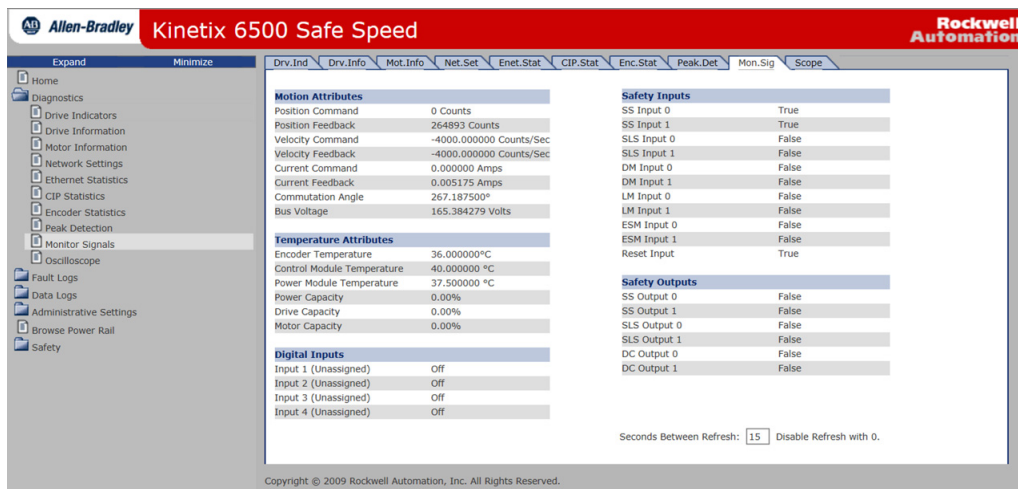 AB Allen-Bradley
Kinetix 6500 Safe Speed
Rockwell
Automation
Expand Minimize
Home
Diagnostics
Drive Indicators
Drive Information
Motor Information
Network Settings
Ethernet Statistics
CIP Statistics
Encoder Statistics
Peak Detection
Monitor Signals
Oscilloscope
Fault Logs
Data Logs
Administrative Settings
Browse Power Rail
Safety
Drv.Ind Drv.Info Mot.Info Net.Set Enet.Stat CIP.Stat Enc.Stat Peak.Det Mon.Sig Scope
Motion Attributes
Position Command 0 Counts
Position Feedback 264893 Counts
Velocity Command -4000.000000 Counts/Sec
Velocity Feedback -4000.000000 Counts/Sec
Current Command 0.000000 Amps
Current Feedback 0.005175 Amps
Commutation Angle 267.187500°
Bus Voltage 165.384279 Volts
Temperature Attributes
Encoder Temperature 36.000000°C
Control Module Temperature 40.000000 °C
Power Module Temperature 37.500000 °C
Power Capacity 0.00%
Drive Capacity 0.00%
Motor Capacity 0.00%
Digital Inputs
Input 1 (Unassigned) Off
Input 2 (Unassigned) Off
Input 3 (Unassigned) Off
Input 4 (Unassigned) Off
Safety Inputs
SS Input 0 True
SS Input 1 True
SLS Input 0 False
SLS Input 1 False
DM Input 0 False
DM Input 1 False
LM Input 0 False
LM Input 1 False
ESM Input 0 False
ESM Input 1 False
Reset Input True
Safety Outputs
SS Output 0 False
SS Output 1 False
SLS Output 0 False
SLS Output 1 False
DC Output 0 False
DC Output 1 False
Seconds Between Refresh: 15 Disable Refresh with 0.
Copyright © 2009 Rockwell Automation, Inc. All Rights Reserved.